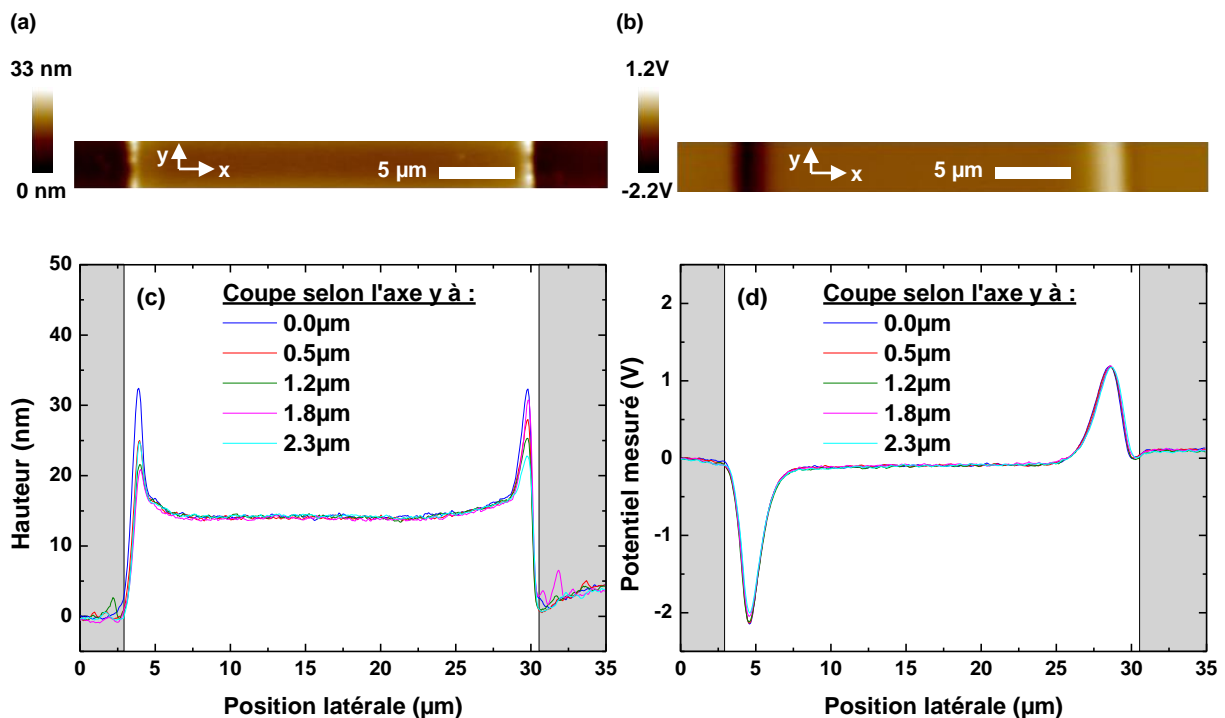 (a)
33 nm
0 nm
y
x
5 µm
(b)
1.2V
-2.2V
y
x
5 µm
(c)
Coupe selon l'axe y à :
0.0µm
0.5µm
1.2µm
1.8µm
2.3µm
Hauteur (nm)
50
40
30
20
10
0
0 5 10 15 20 25 30 35
Position latérale (µm)
(d)
Coupe selon l'axe y à :
0.0µm
0.5µm
1.2µm
1.8µm
2.3µm
Potentiel mesuré (V)
2
1
0
-1
-2
0 5 10 15 20 25 30 35
Position latérale (µm)